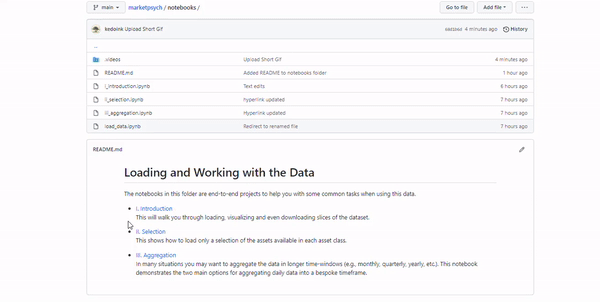 main marketpsych / notebooks / Go to file Add file ...
kedolnk Upload Short Gif 4 minutes ago History
..
.videos Upload Short Gif 4 minutes ago
README.md Added README to notebooks folder 1 hour ago
i_introduction.ipynb Text edits 6 hours ago
ii_selection.ipynb hyperlink updated 7 hours ago
iii_aggregation.ipynb Hyperlink updated 7 hours ago
load_data.ipynb Redirect to renamed file 7 hours ago
README.md
Loading and Working with the Data
The notebooks in this folder are end-to-end projects to help you with some common tasks when using this data.
I. Introduction
This will walk you through loading, visualizing and even downloading slices of the dataset.
II. Selection
This shows how to load only a selection of the assets available in each asset class.
III. Aggregation
In many situations you may want to aggregate the data in longer time-windows (e.g., monthly, quarterly, yearly, etc.). This notebook
demonstrates the two main options for aggregating daily data into a bespoke timeframe.